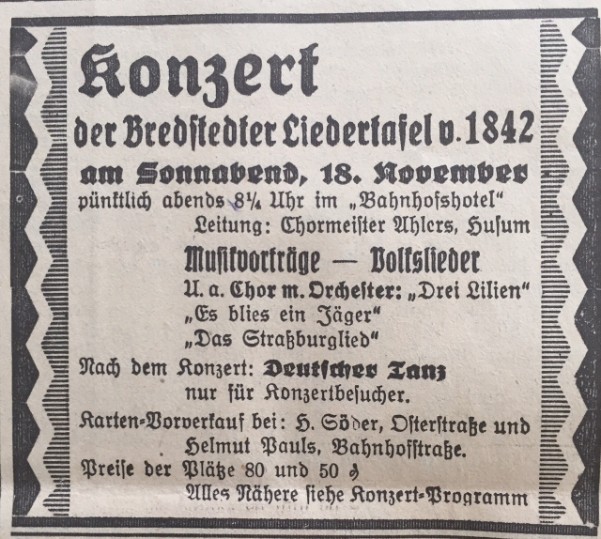 Konzert
der Bredstedter Liedertafel v. 1842
am Sonnabend, 18. November
pünktlich abends 8¼ Uhr im „Bahnhofshotel“
Leitung: Chormeister Ahlers, Husum
Musikvorträge — Volkslieder
U. a. Chor m. Orchester: „Drei Lilien“
„Es blies ein Jäger“
„Das Straßburglied“
Nach dem Konzert: Deutscher Tanz
nur für Konzertbesucher.
Karten-Vorverkauf bei: H. Söder, Osterstraße und
Helmut Pauls, Bahnhofstraße.
Preise der Plätze 80 und 50 ₰
Alles Nähere siehe Konzert-Programm